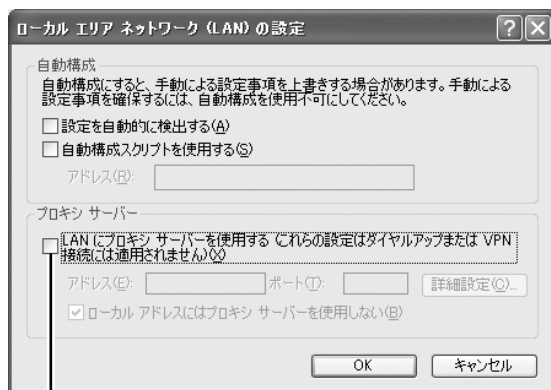 ローカル エリア ネットワーク (LAN) の設定
自動構成
自動構成にすると、手動による設定事項を上書きする場合があります。手動による
設定事項を確保するには、自動構成を使用不可にしてください。
設定を自動的に検出する(A)
自動構成スクリプトを使用する(S)
アドレス(R):
プロキシ サーバー
LAN にプロキシ サーバーを使用する (これらの設定はダイヤルアップまたは VPN
接続には適用されません)(X)
アドレス(E): ポート(T): 詳細設定(C)...
ローカル アドレスにはプロキシ サーバーを使用しない(B)
OK キャンセル